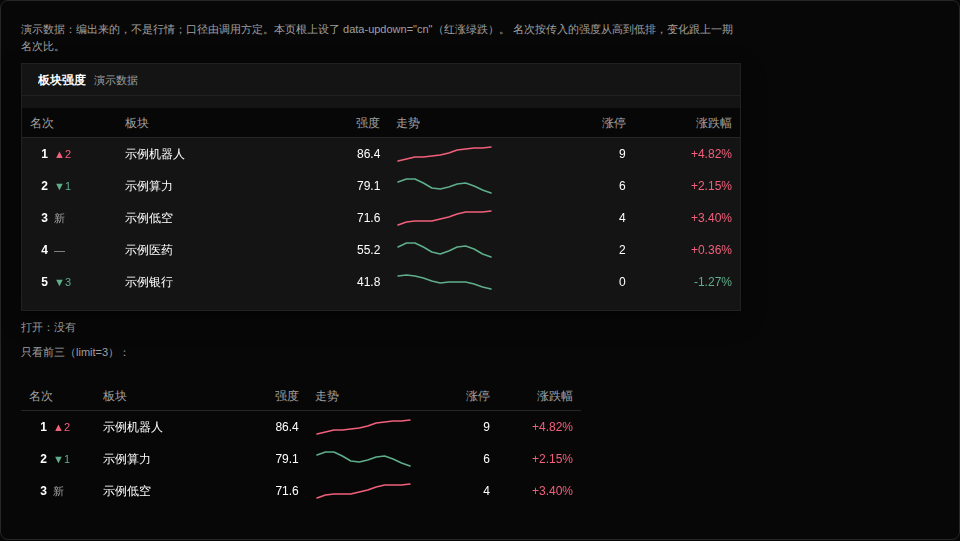 演示数据：编出来的，不是行情；口径由调用方定。本页根上设了 data-updown="cn"（红涨绿跌）。 名次按传入的强度从高到低排，变化跟上一期
名次比。
板块强度 演示数据
名次 板块 强度 走势 涨停 涨跌幅
1 ▲2 示例机器人 86.4 9 +4.82%
2 ▼1 示例算力 79.1 6 +2.15%
3 新 示例低空 71.6 4 +3.40%
4 — 示例医药 55.2 2 +0.36%
5 ▼3 示例银行 41.8 0 -1.27%
打开：没有
只看前三（limit=3）：
名次 板块 强度 走势 涨停 涨跌幅
1 ▲2 示例机器人 86.4 9 +4.82%
2 ▼1 示例算力 79.1 6 +2.15%
3 新 示例低空 71.6 4 +3.40%